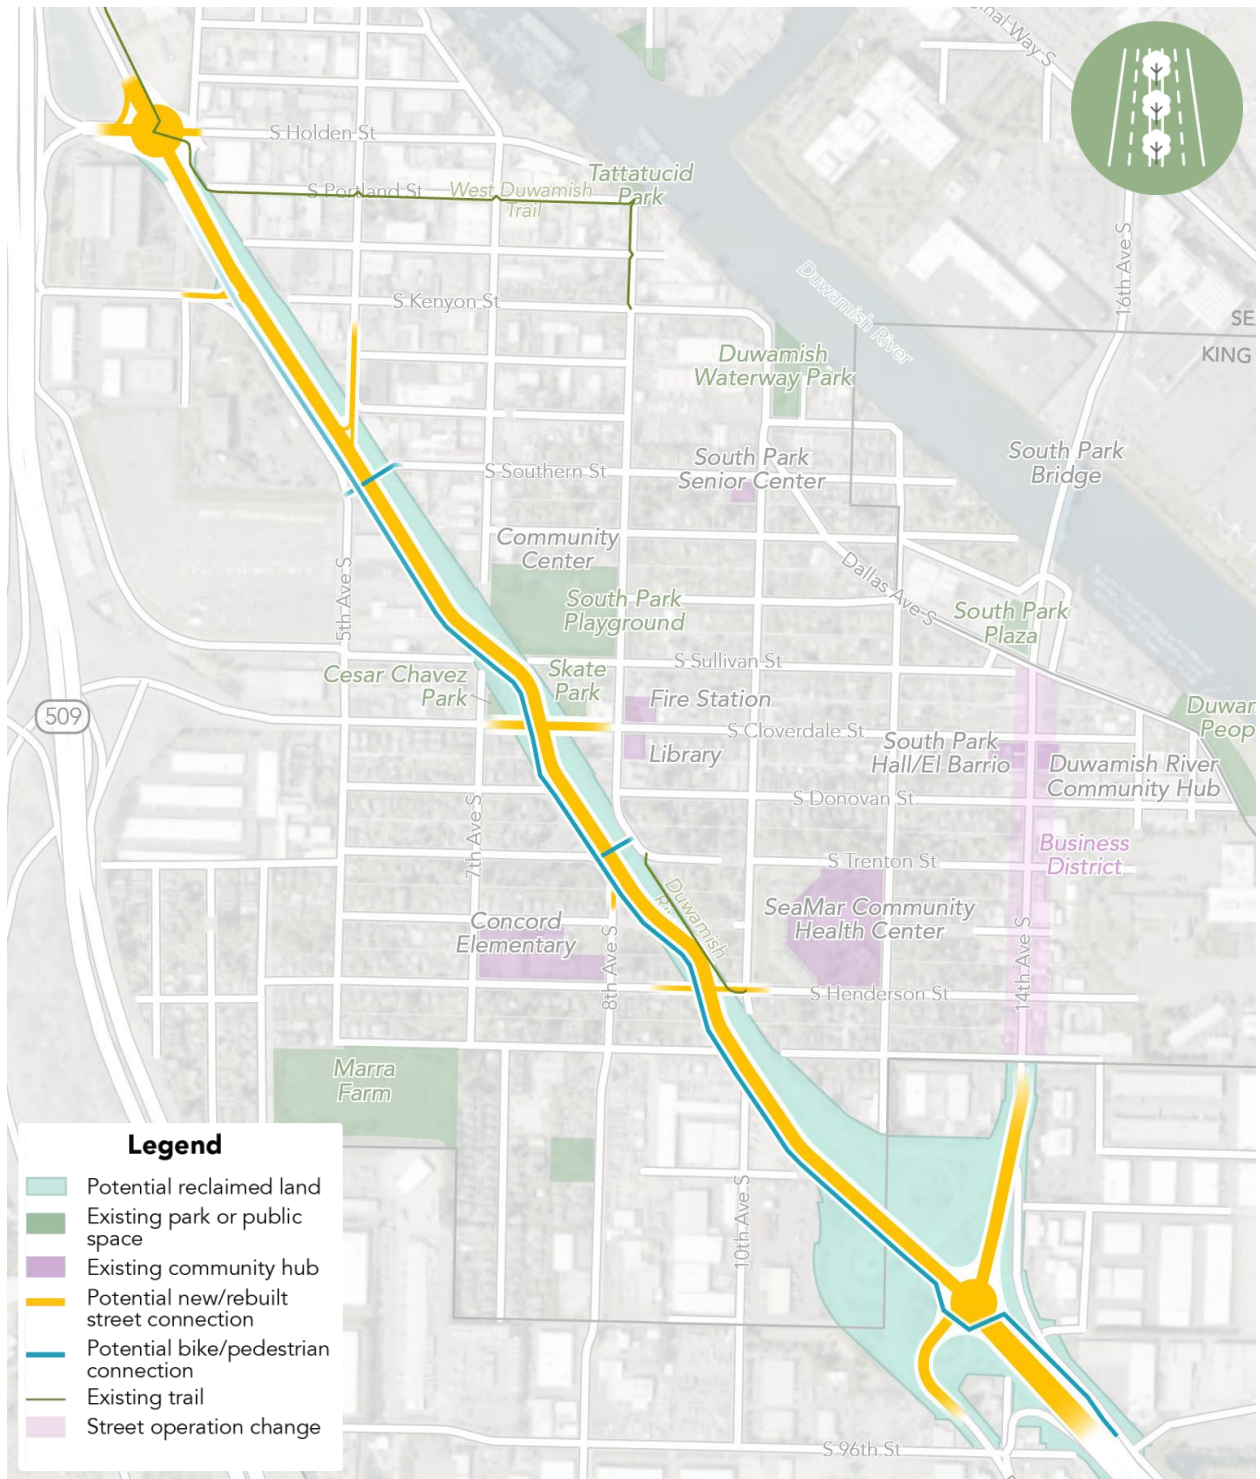 S Holden St
Tattatucid
Park
S Portland St
West Duwamish
Trail
16th Ave S
Duwamish River
S Kenyon St
KING
Duwamish
Waterway Park
South Park
Bridge
South Park
Senior Center
S Southern St
Community
Center
Dallas Ave S
5th Ave S
South Park
Playground
South Park
Plaza
S Sullivan St
Cesar Chavez
Park
Skate
Park
Fire Station
509
S Cloverdale St
Library
South Park
Hall/El Barrio
Duwamish River
Community Hub
S Donovan St
7th Ave S
Business
District
S Trenton St
Duwamish
SeaMar Community
Health Center
Concord
Elementary
8th Ave S
14th Ave S
S Henderson St
Marra
Farm
10th Ave S
S 96th St
Legend
Potential reclaimed land
Existing park or public
space
Existing community hub
Potential new/rebuilt
street connection
Potential bike/pedestrian
connection
Existing trail
Street operation change